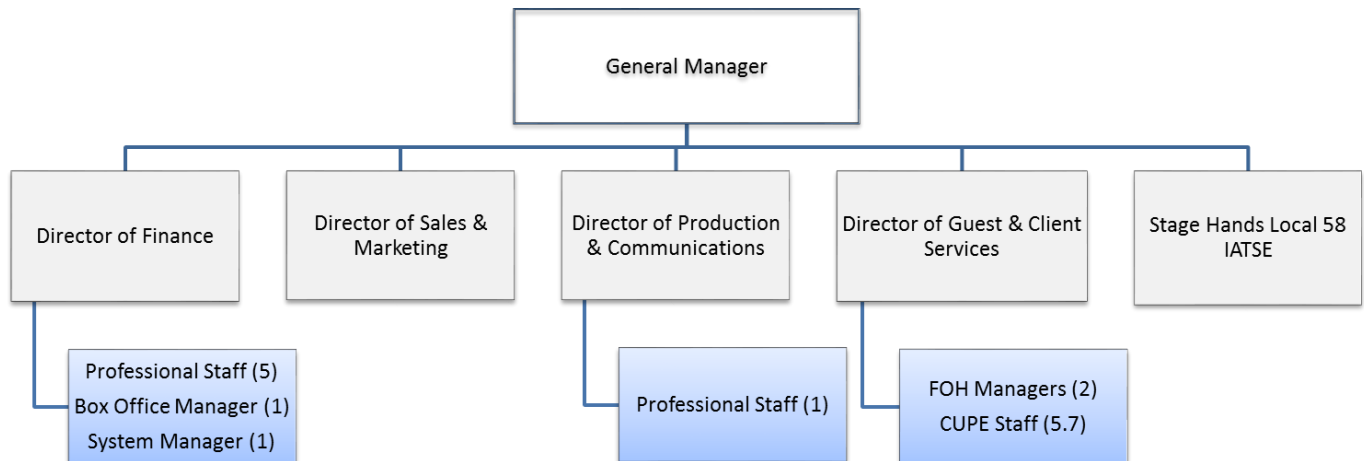 General Manager
Director of Finance
Director of Sales &
Marketing
Director of Production
& Communications
Director of Guest & Client
Services
Stage Hands Local 58
IATSE
Professional Staff (5)
Box Office Manager (1)
System Manager (1)
Professional Staff (1)
FOH Managers (2)
CUPE Staff (5.7)